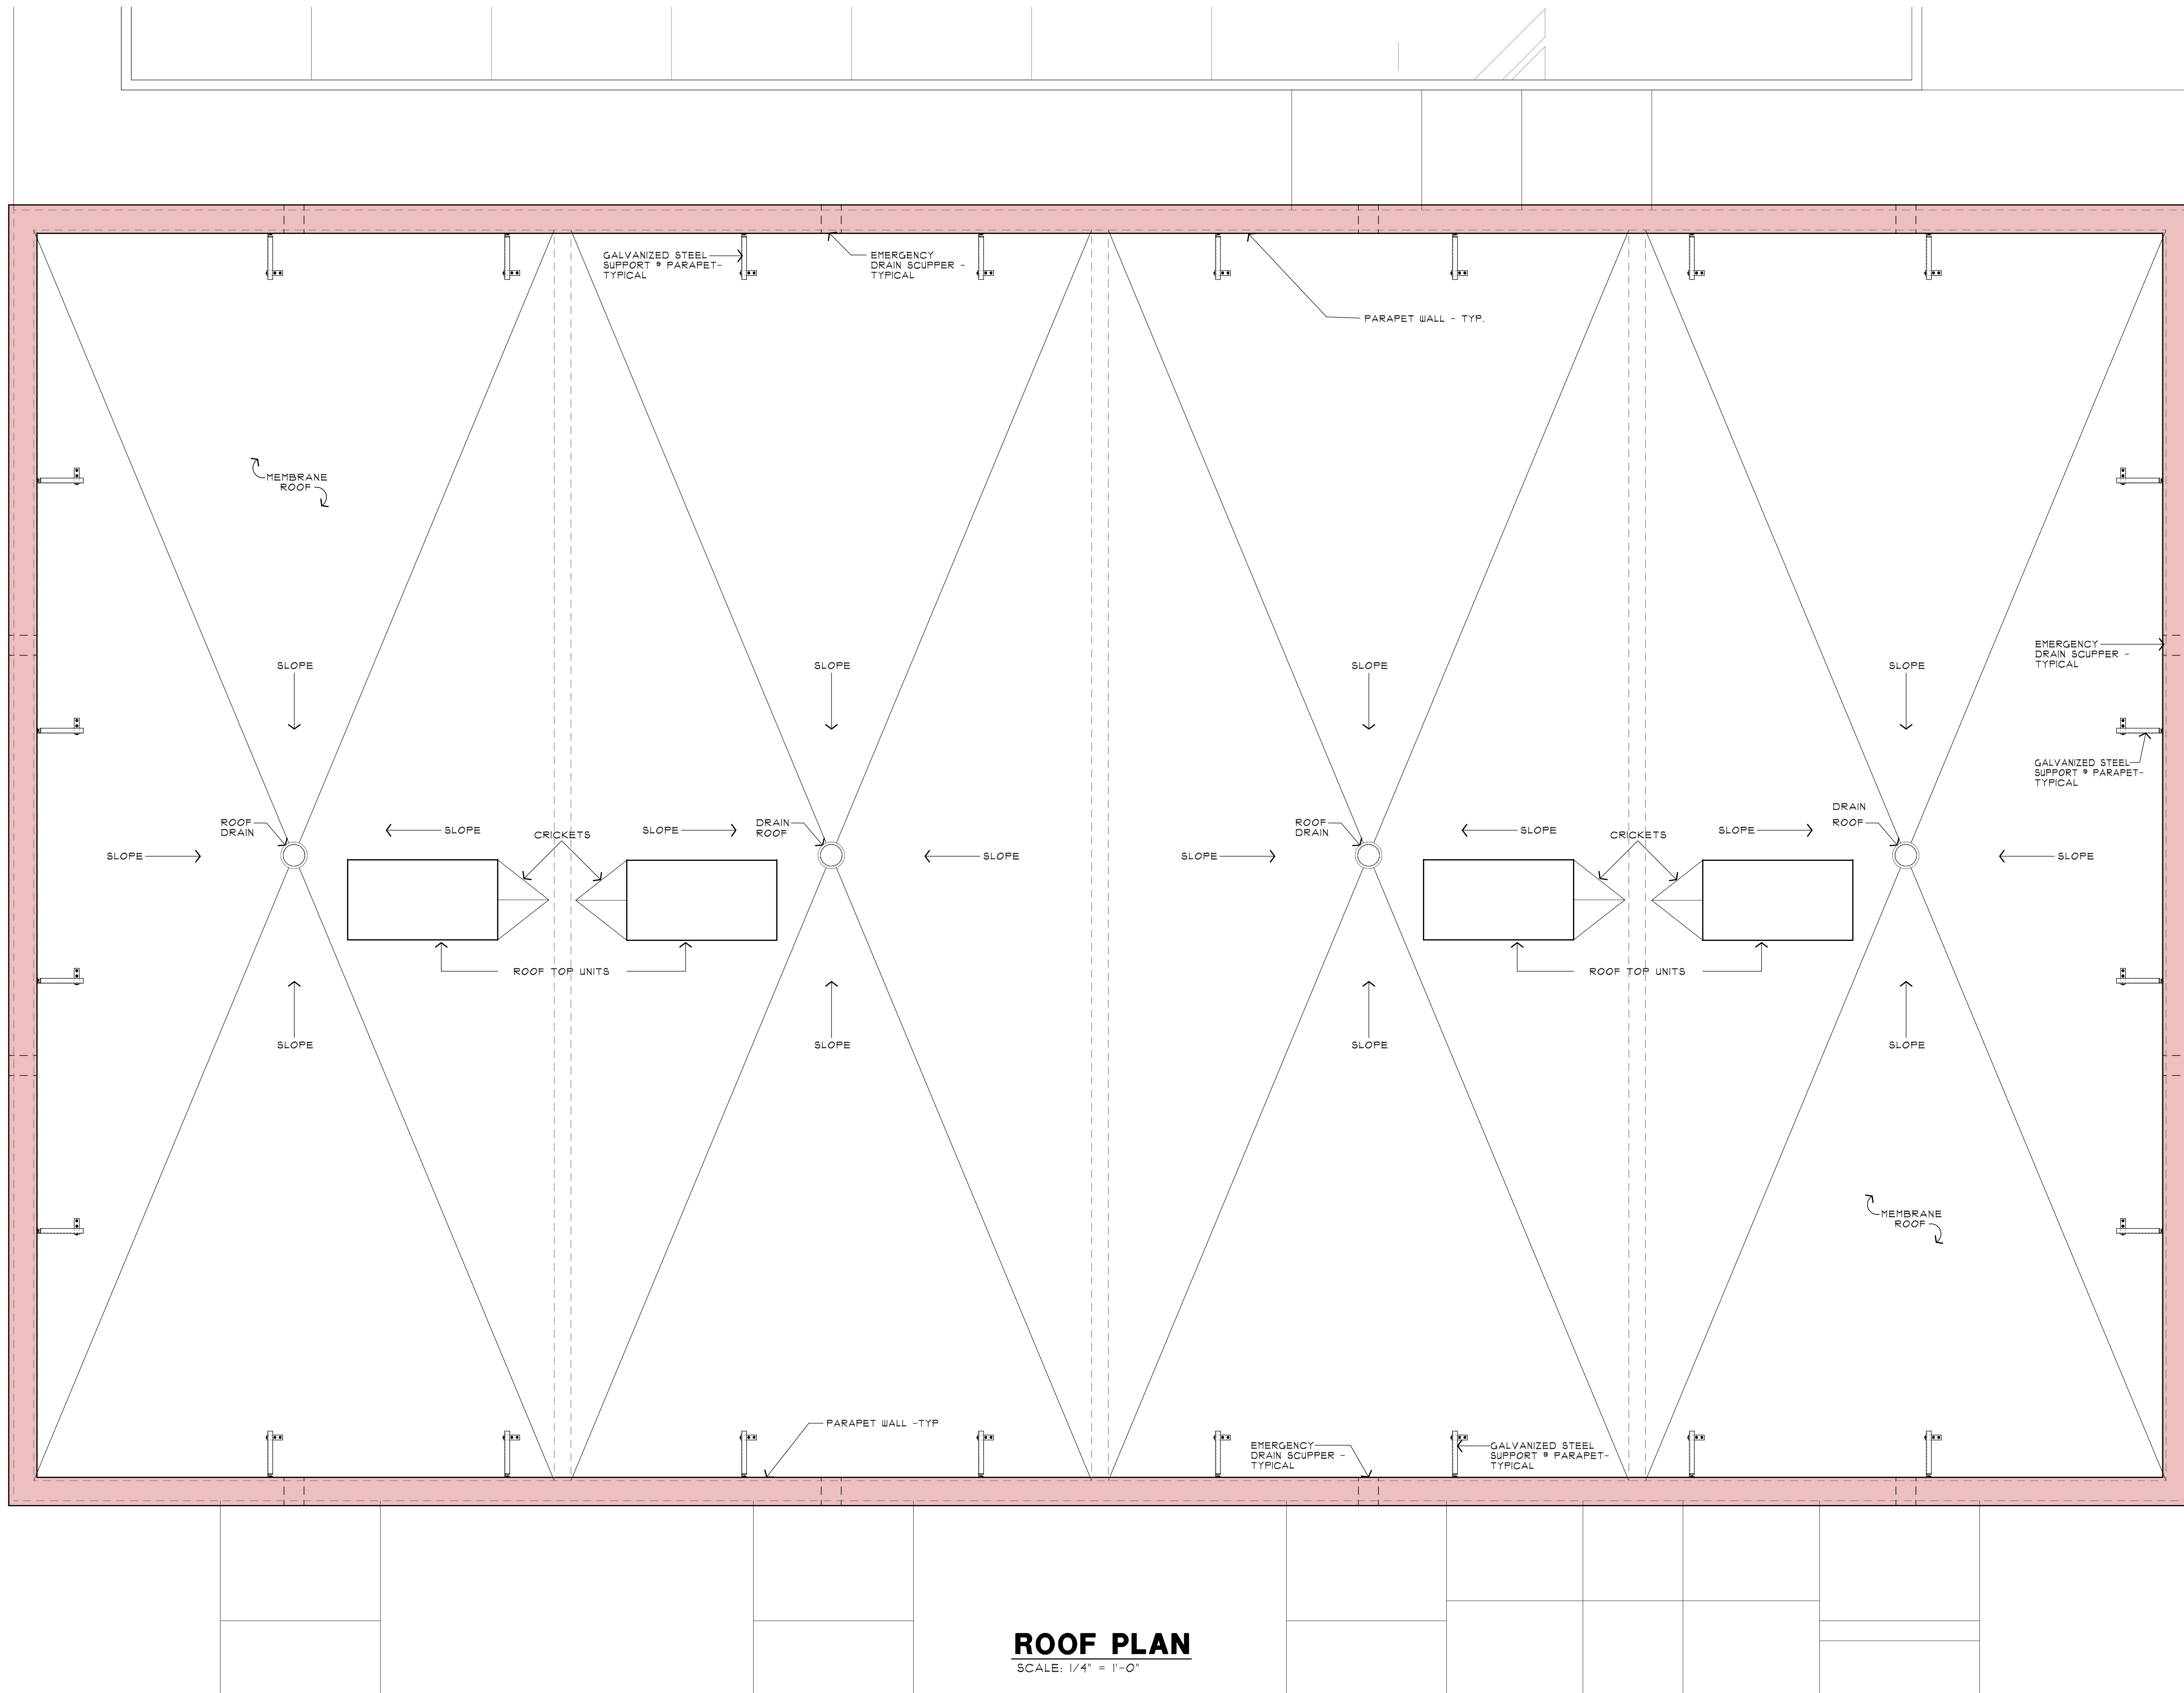 GALVANIZED STEEL
SUPPORT @ PARAPET-
TYPICAL
EMERGENCY
DRAIN SCUPPER -
TYPICAL
PARAPET WALL - TYP.
MEMBRANE
ROOF
SLOPE
SLOPE
SLOPE
SLOPE
EMERGENCY
DRAIN SCUPPER -
TYPICAL
GALVANIZED STEEL
SUPPORT @ PARAPET-
TYPICAL
ROOF
DRAIN
SLOPE
SLOPE
CRICKETS
SLOPE
DRAIN
ROOF
SLOPE
SLOPE
ROOF
DRAIN
SLOPE
CRICKETS
SLOPE
DRAIN
ROOF
SLOPE
ROOF TOP UNITS
ROOF TOP UNITS
SLOPE
SLOPE
SLOPE
SLOPE
MEMBRANE
ROOF
PARAPET WALL -TYP
EMERGENCY
DRAIN SCUPPER -
TYPICAL
GALVANIZED STEEL
SUPPORT @ PARAPET-
TYPICAL
ROOF PLAN
SCALE: 1/4" = 1'-0"